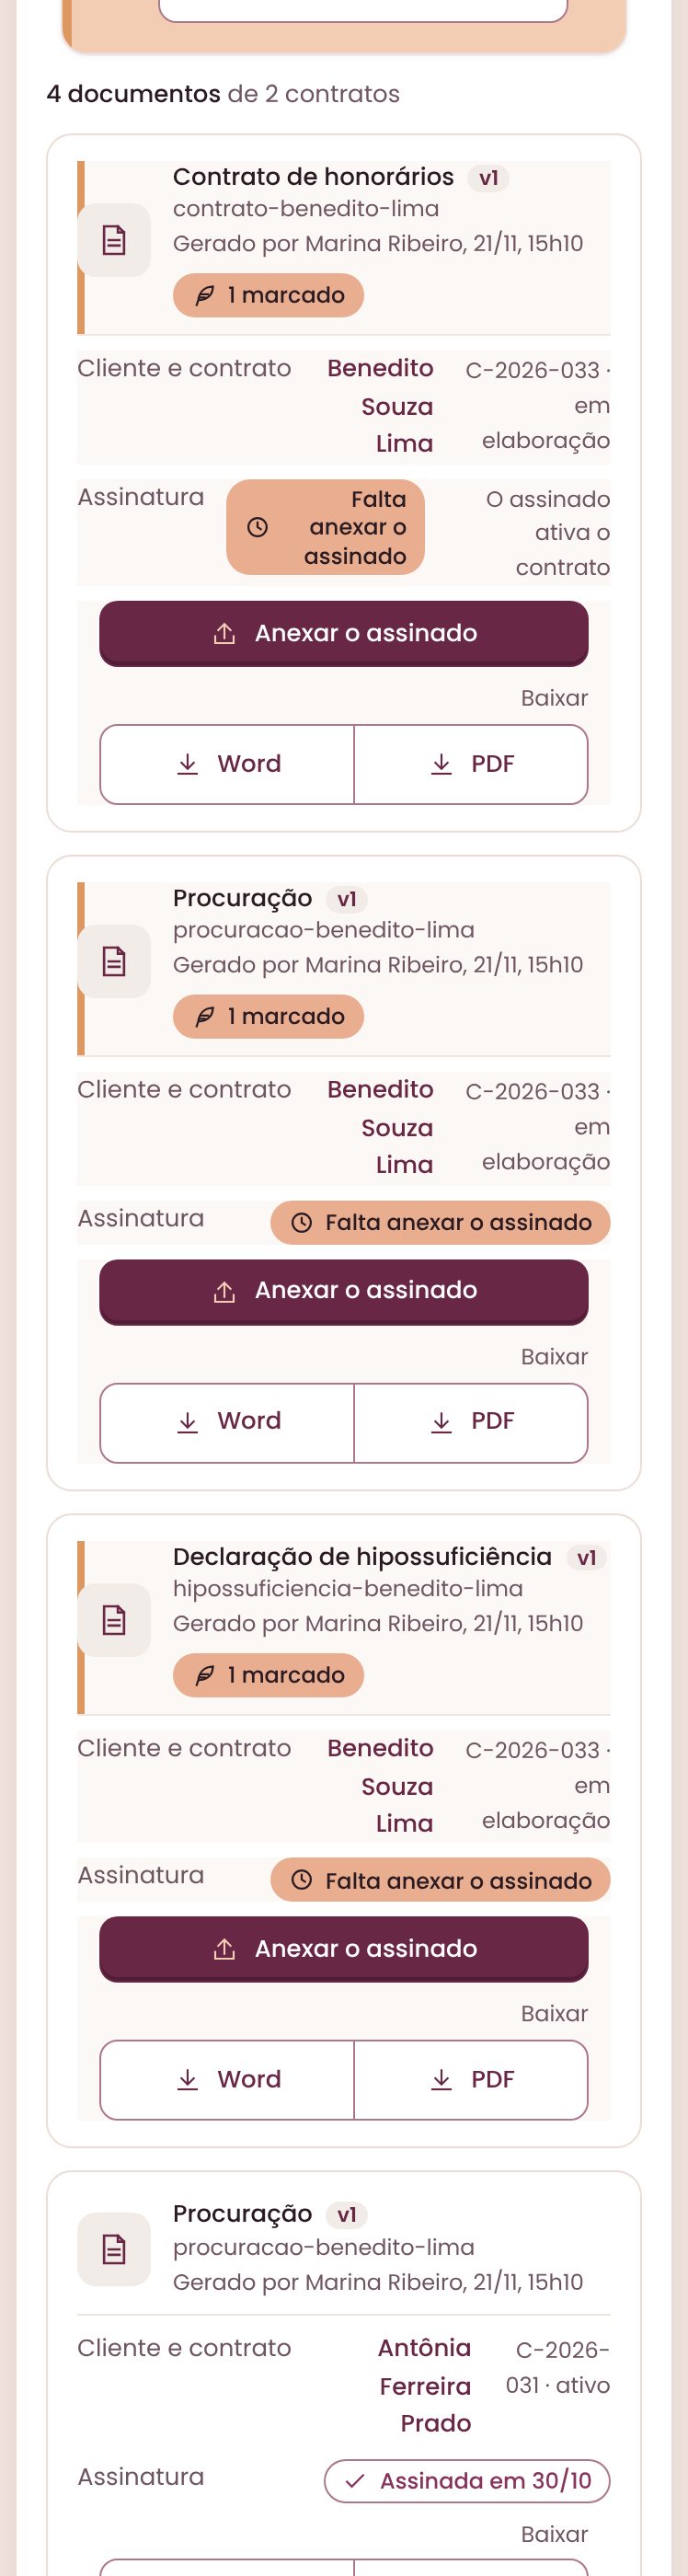 4 documentos de 2 contratos
Contrato de honorários v1
contrato-benedito-lima
Gerado por Marina Ribeiro, 21/11, 15h10
1 marcado
Cliente e contrato
Benedito
Souza
Lima
C-2026-033 ·
em
elaboração
Assinatura
Falta
anexar o
assinado
O assinado
ativa o
contrato
Anexar o assinado
Baixar
Word
PDF
Procuração v1
procuracao-benedito-lima
Gerado por Marina Ribeiro, 21/11, 15h10
1 marcado
Cliente e contrato
Benedito
Souza
Lima
C-2026-033 ·
em
elaboração
Assinatura
Falta anexar o assinado
Anexar o assinado
Baixar
Word
PDF
Declaração de hipossuficiência v1
hipossuficiencia-benedito-lima
Gerado por Marina Ribeiro, 21/11, 15h10
1 marcado
Cliente e contrato
Benedito
Souza
Lima
C-2026-033 ·
em
elaboração
Assinatura
Falta anexar o assinado
Anexar o assinado
Baixar
Word
PDF
Procuração v1
procuracao-benedito-lima
Gerado por Marina Ribeiro, 21/11, 15h10
Cliente e contrato
Antônia
Ferreira
Prado
C-2026-
031 · ativo
Assinatura
Assinada em 30/10
Baixar